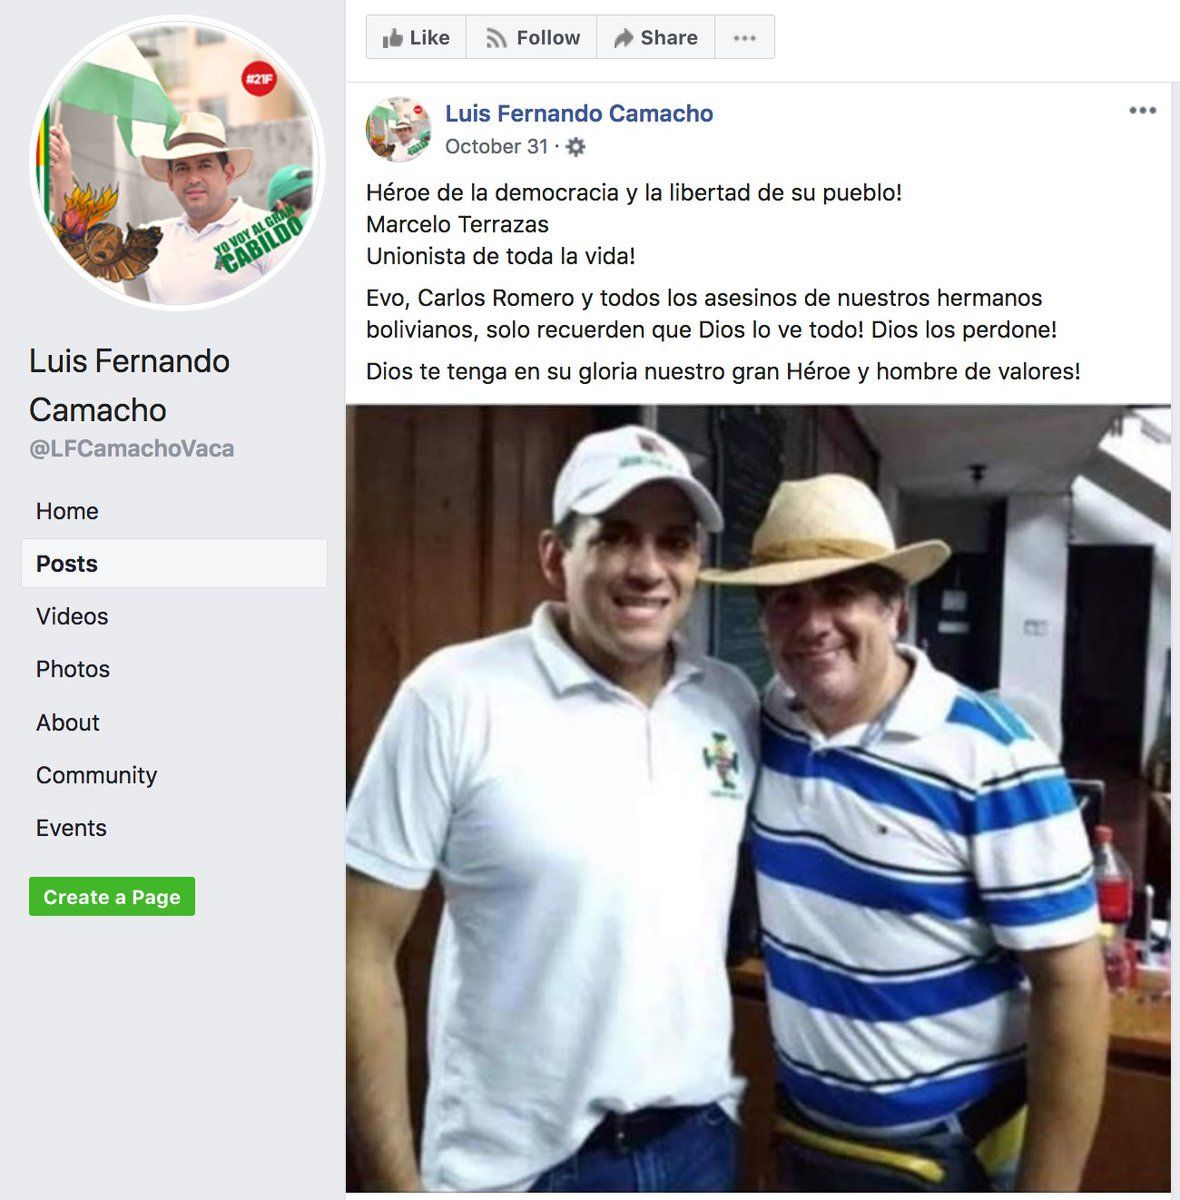 #21F
YO VOY AL GRAN
CABILDO
Luis Fernando
Camacho
@LFCamachoVaca
Home
Posts
Videos
Photos
About
Community
Events
Create a Page
Like
Follow
Share
Luis Fernando Camacho
October 31 ·
Héroe de la democracia y la libertad de su pueblo!
Marcelo Terrazas
Unionista de toda la vida!
Evo, Carlos Romero y todos los asesinos de nuestros hermanos
bolivianos, solo recuerden que Dios lo ve todo! Dios los perdone!
Dios te tenga en su gloria nuestro gran Héroe y hombre de valores!